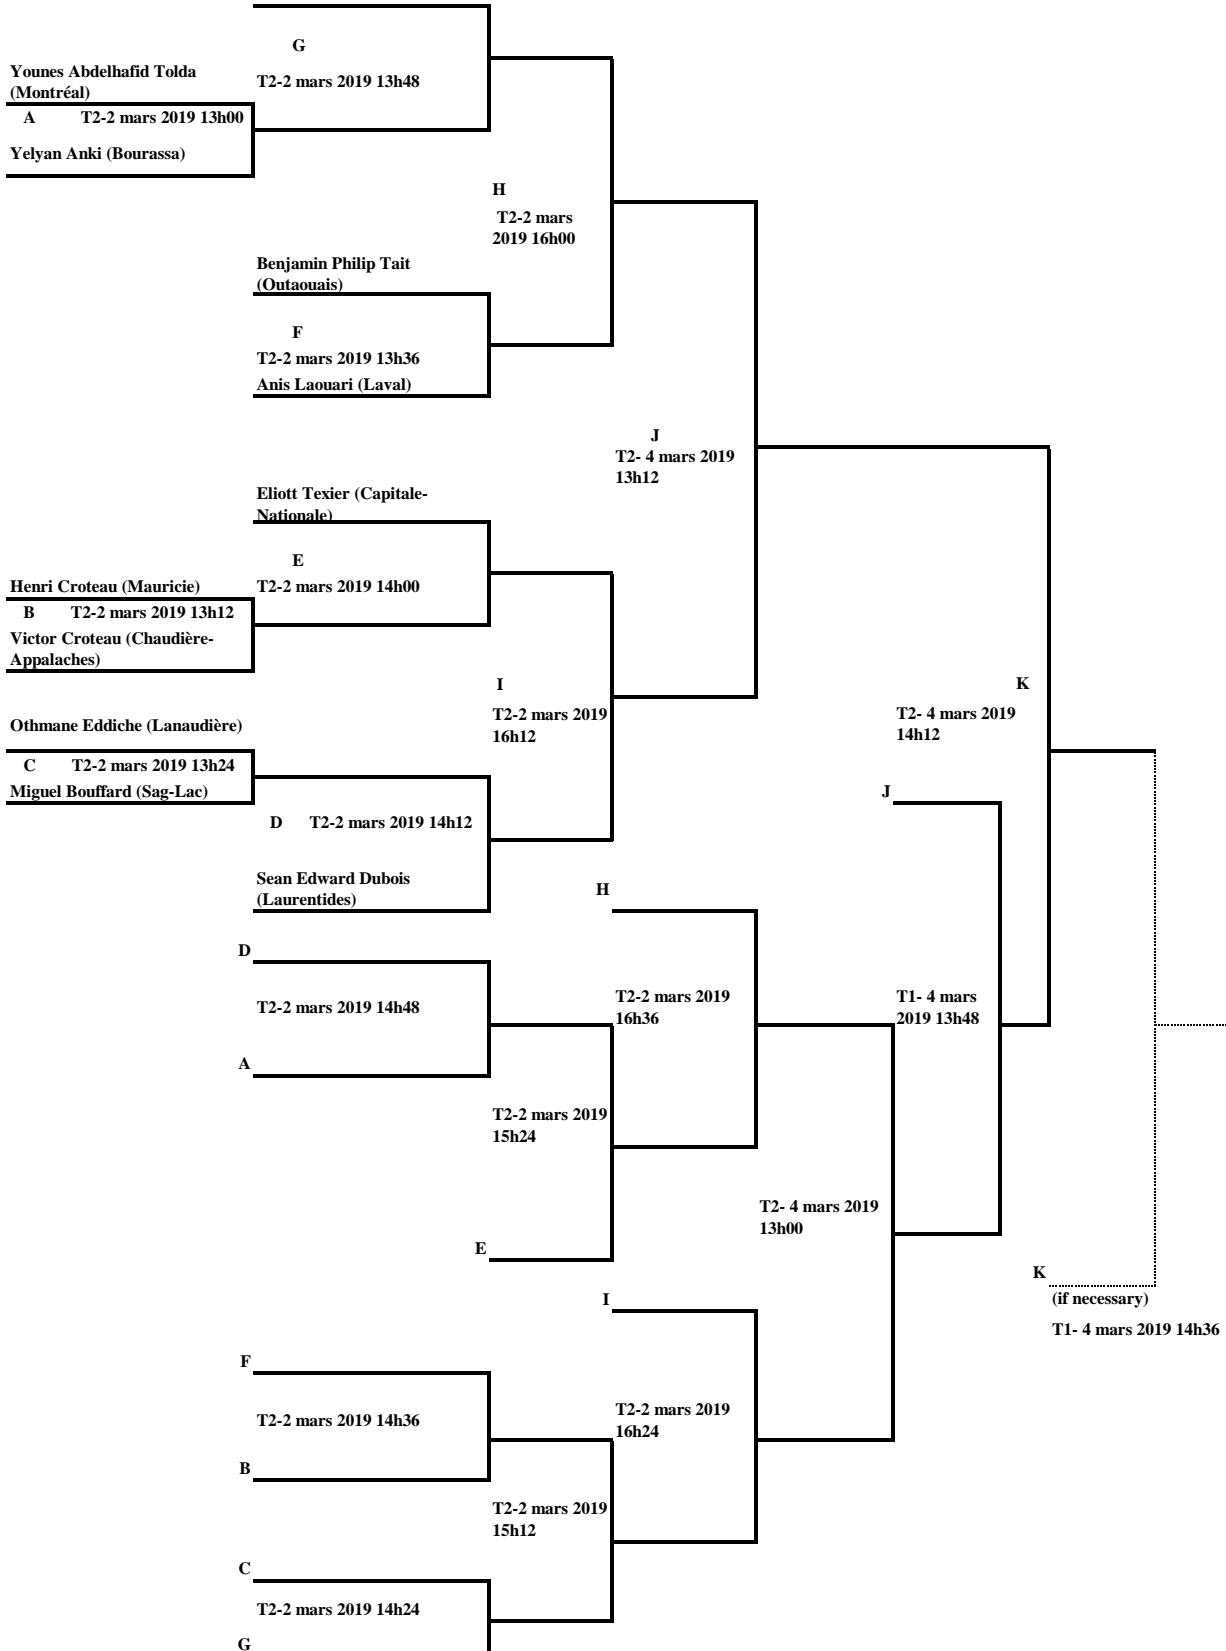 G
T2-2 mars 2019 13h48
Younes Abdelhafid Tolda
(Montréal)
A T2-2 mars 2019 13h00
Yelyan Anki (Bourassa)
H
T2-2 mars
2019 16h00
Benjamin Philip Tait
(Outaouais)
F
T2-2 mars 2019 13h36
Anis Laouari (Laval)
J
T2- 4 mars 2019
13h12
Eliott Texier (Capitale-
Nationale)
E
T2-2 mars 2019 14h00
Henri Croteau (Mauricie)
B T2-2 mars 2019 13h12
Victor Croteau (Chaudière-
Appalaches)
I
T2-2 mars 2019
16h12
K
T2- 4 mars 2019
14h12
Othmane Eddiche (Lanaudière)
C T2-2 mars 2019 13h24
Miguel Bouffard (Sag-Lac)
J
D T2-2 mars 2019 14h12
Sean Edward Dubois
(Laurentides)
H
D
T2-2 mars 2019 14h48
A
T2-2 mars 2019
16h36
T1- 4 mars
2019 13h48
T2-2 mars 2019
15h24
E
T2- 4 mars 2019
13h00
K
(if necessary)
T1- 4 mars 2019 14h36
I
F
T2-2 mars 2019 14h36
B
T2-2 mars 2019
16h24
T2-2 mars 2019
15h12
C
T2-2 mars 2019 14h24
G